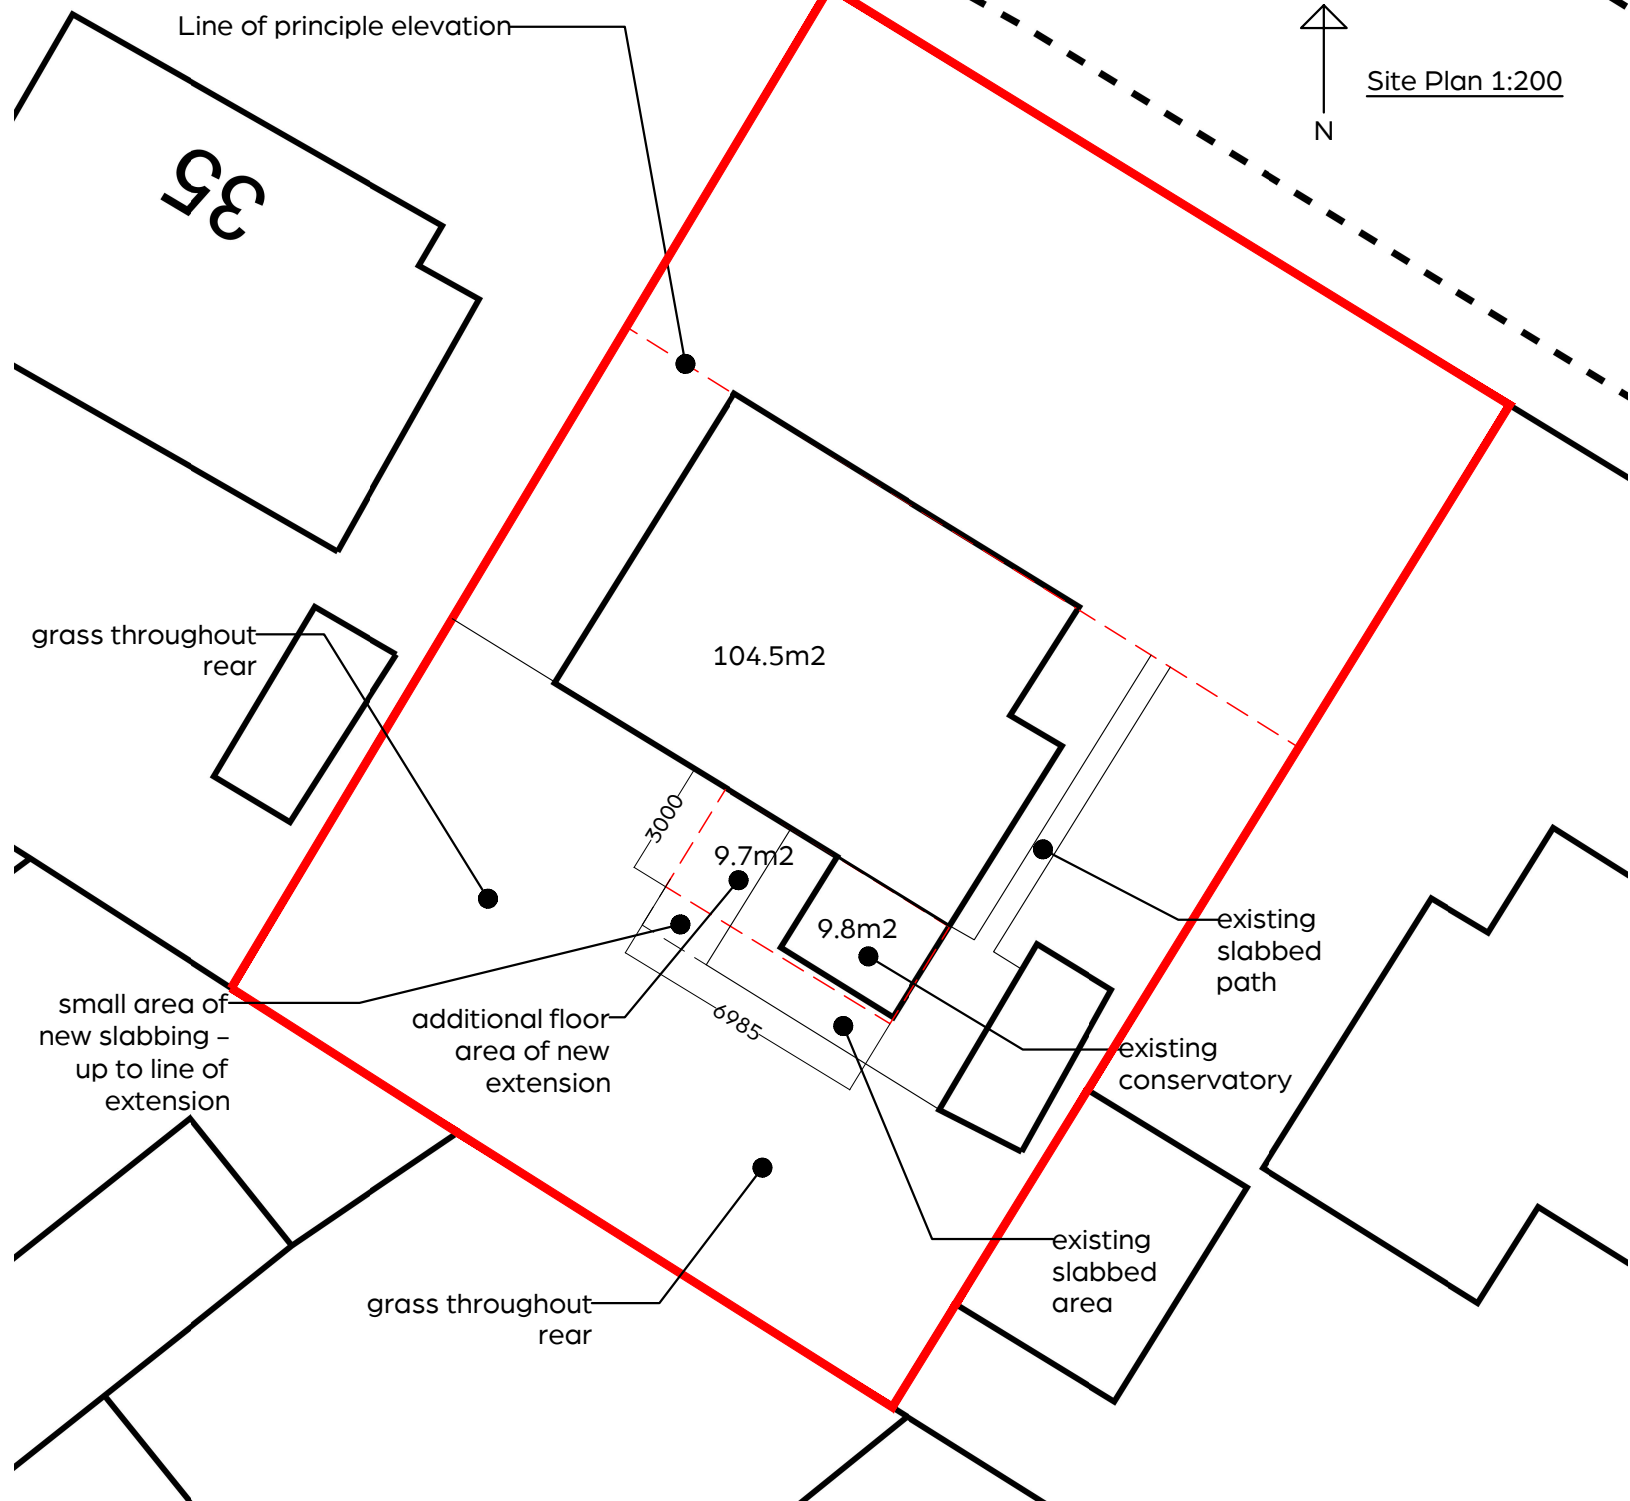 Line of principle elevation
Site Plan 1:200
N
35
grass throughout
rear
104.5m2
3000
9.7m2
9.8m2
existing
slabbed
path
small area of
new slabbing -
up to line of
extension
additional floor
area of new
extension
6985
existing
conservatory
existing
slabbed
area
grass throughout
rear